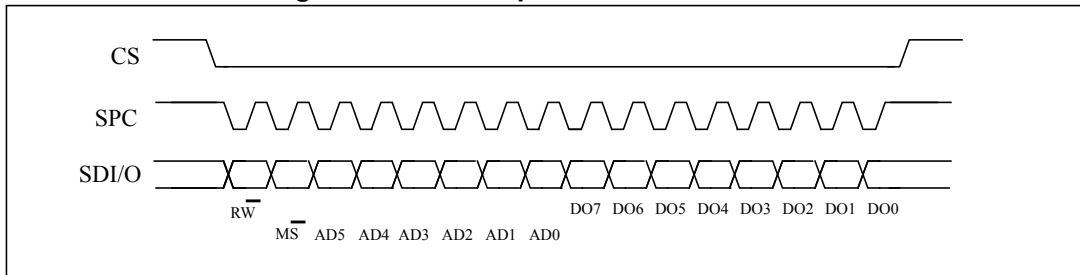 CS
SPC
SDI/O
RW̅
DO7 DO6 DO5 DO4 DO3 DO2 DO1 DO0
MS̅ AD5 AD4 AD3 AD2 AD1 AD0